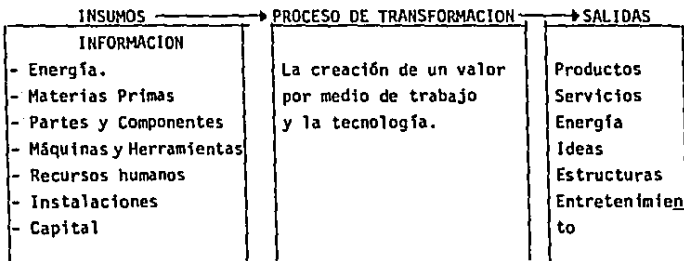 INSUMOS PROCESO DE TRANSFORMACION SALIDAS
INFORMACION
- Energía.
- Materias Primas
- Partes y Componentes
- Máquinas y Herramientas
- Recursos humanos
- Instalaciones
- Capital
La creación de un valor
por medio de trabajo
y la tecnología.
Productos
Servicios
Energía
Ideas
Estructuras
Entretenimien
to